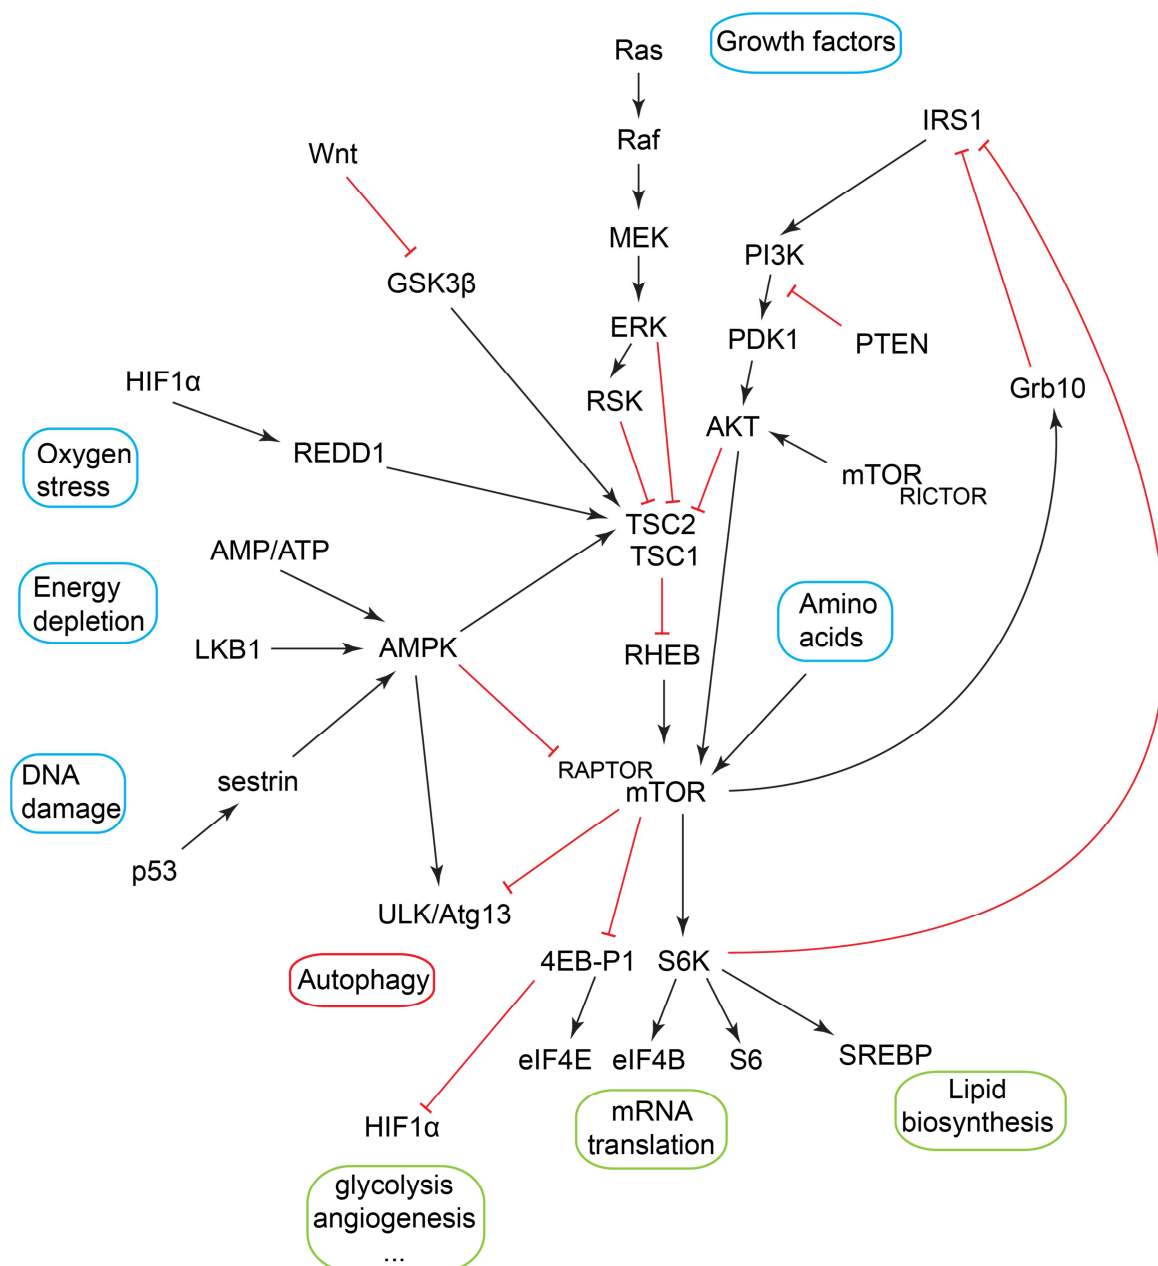 Ras
Growth factors
IRS1
Raf
Wnt
MEK
PI3K
GSK3β
ERK
PDK1
PTEN
HIF1α
Grb10
RSK
AKT
Oxygen
stress
REDD1
mTOR
RICTOR
TSC2
TSC1
AMP/ATP
Energy
depletion
Amino
acids
LKB1
AMPK
RHEB
DNA
damage
sestrin
RAPTOR
mTOR
p53
ULK/Atg13
4EB-P1
S6K
Autophagy
eIF4E
eIF4B
S6
SREBP
Lipid
biosynthesis
mRNA
translation
HIF1α
glycolysis
angiogenesis
...